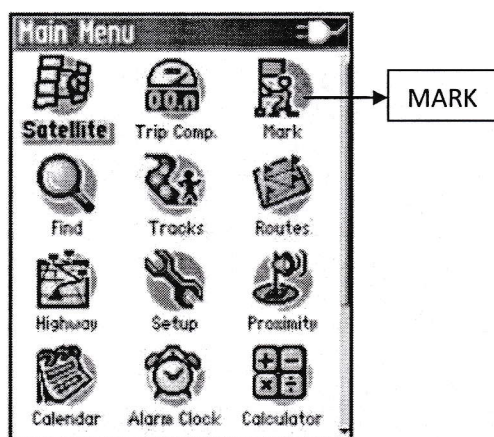 Main Menu
Satellite Trip Comp. Mark
MARK
Find Tracks Routes
Highway Setup Proximity
Calendar Alarm Clock Calculator